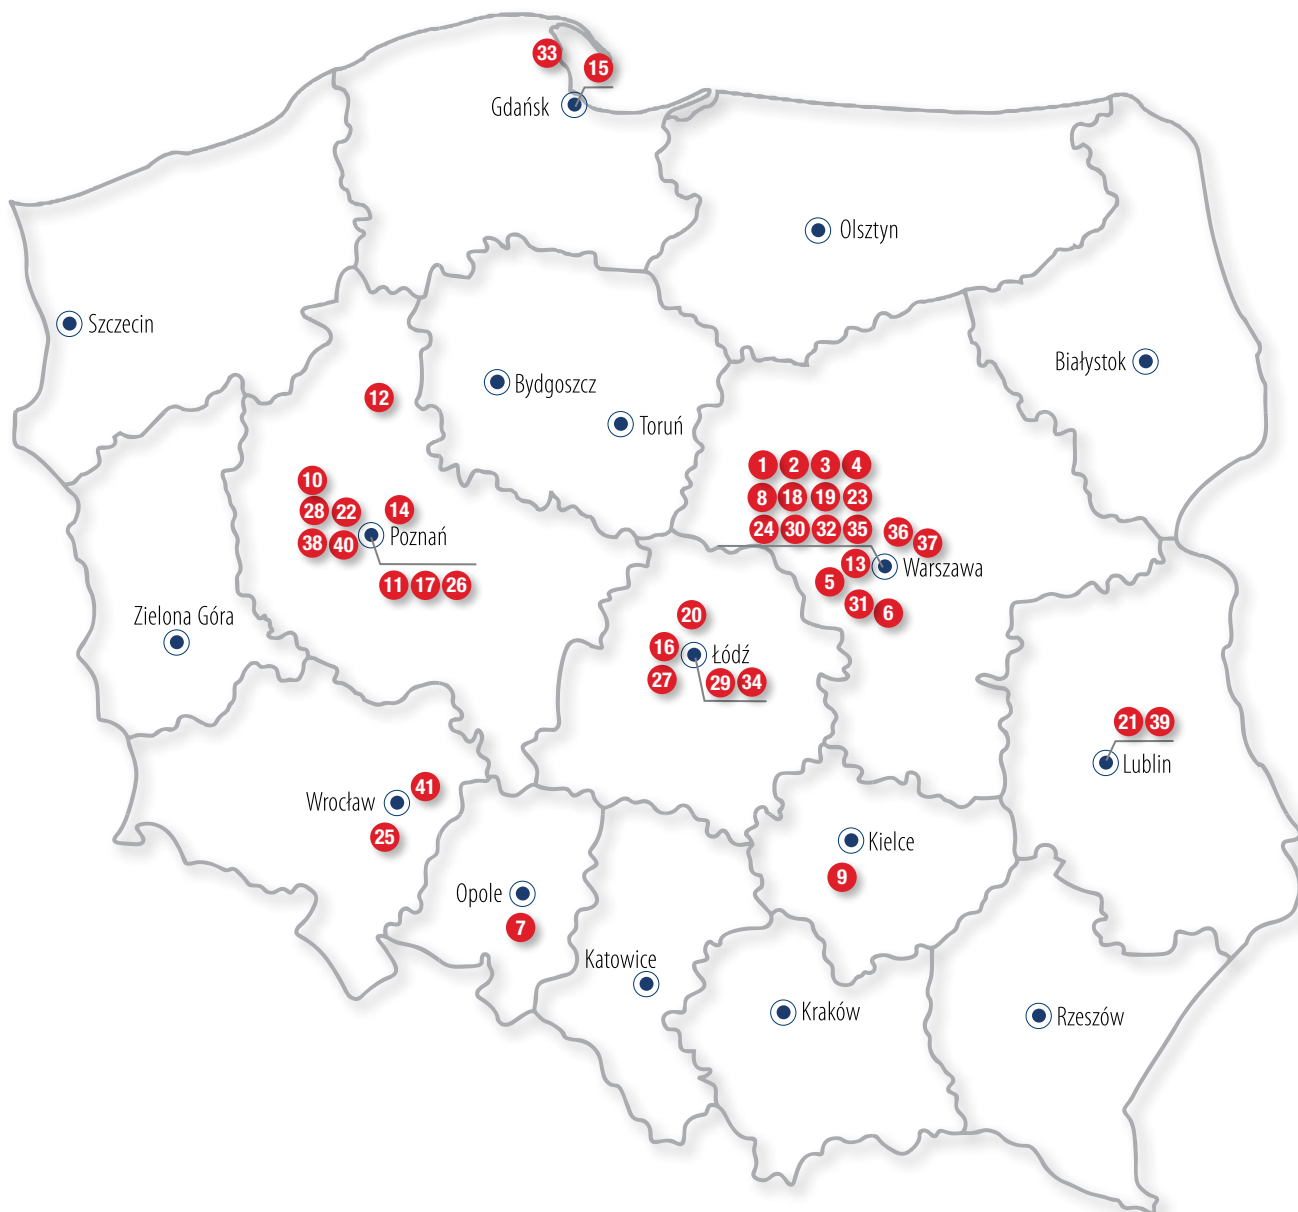 33
15
Gdańsk
Olsztyn
Szczecin
Białystok
Bydgoszcz
12
Toruń
1 2 3 4
8 18 19 23
24 30 32 35
36
37
10
28 22
14
38 40
Poznań
11 17 26
13
Warszawa
5
31 6
Zielona Góra
20
16
Łódź
27
29 34
21 39
Lublin
41
Wrocław
25
Kielce
9
Opole
7
Katowice
Kraków
Rzeszów